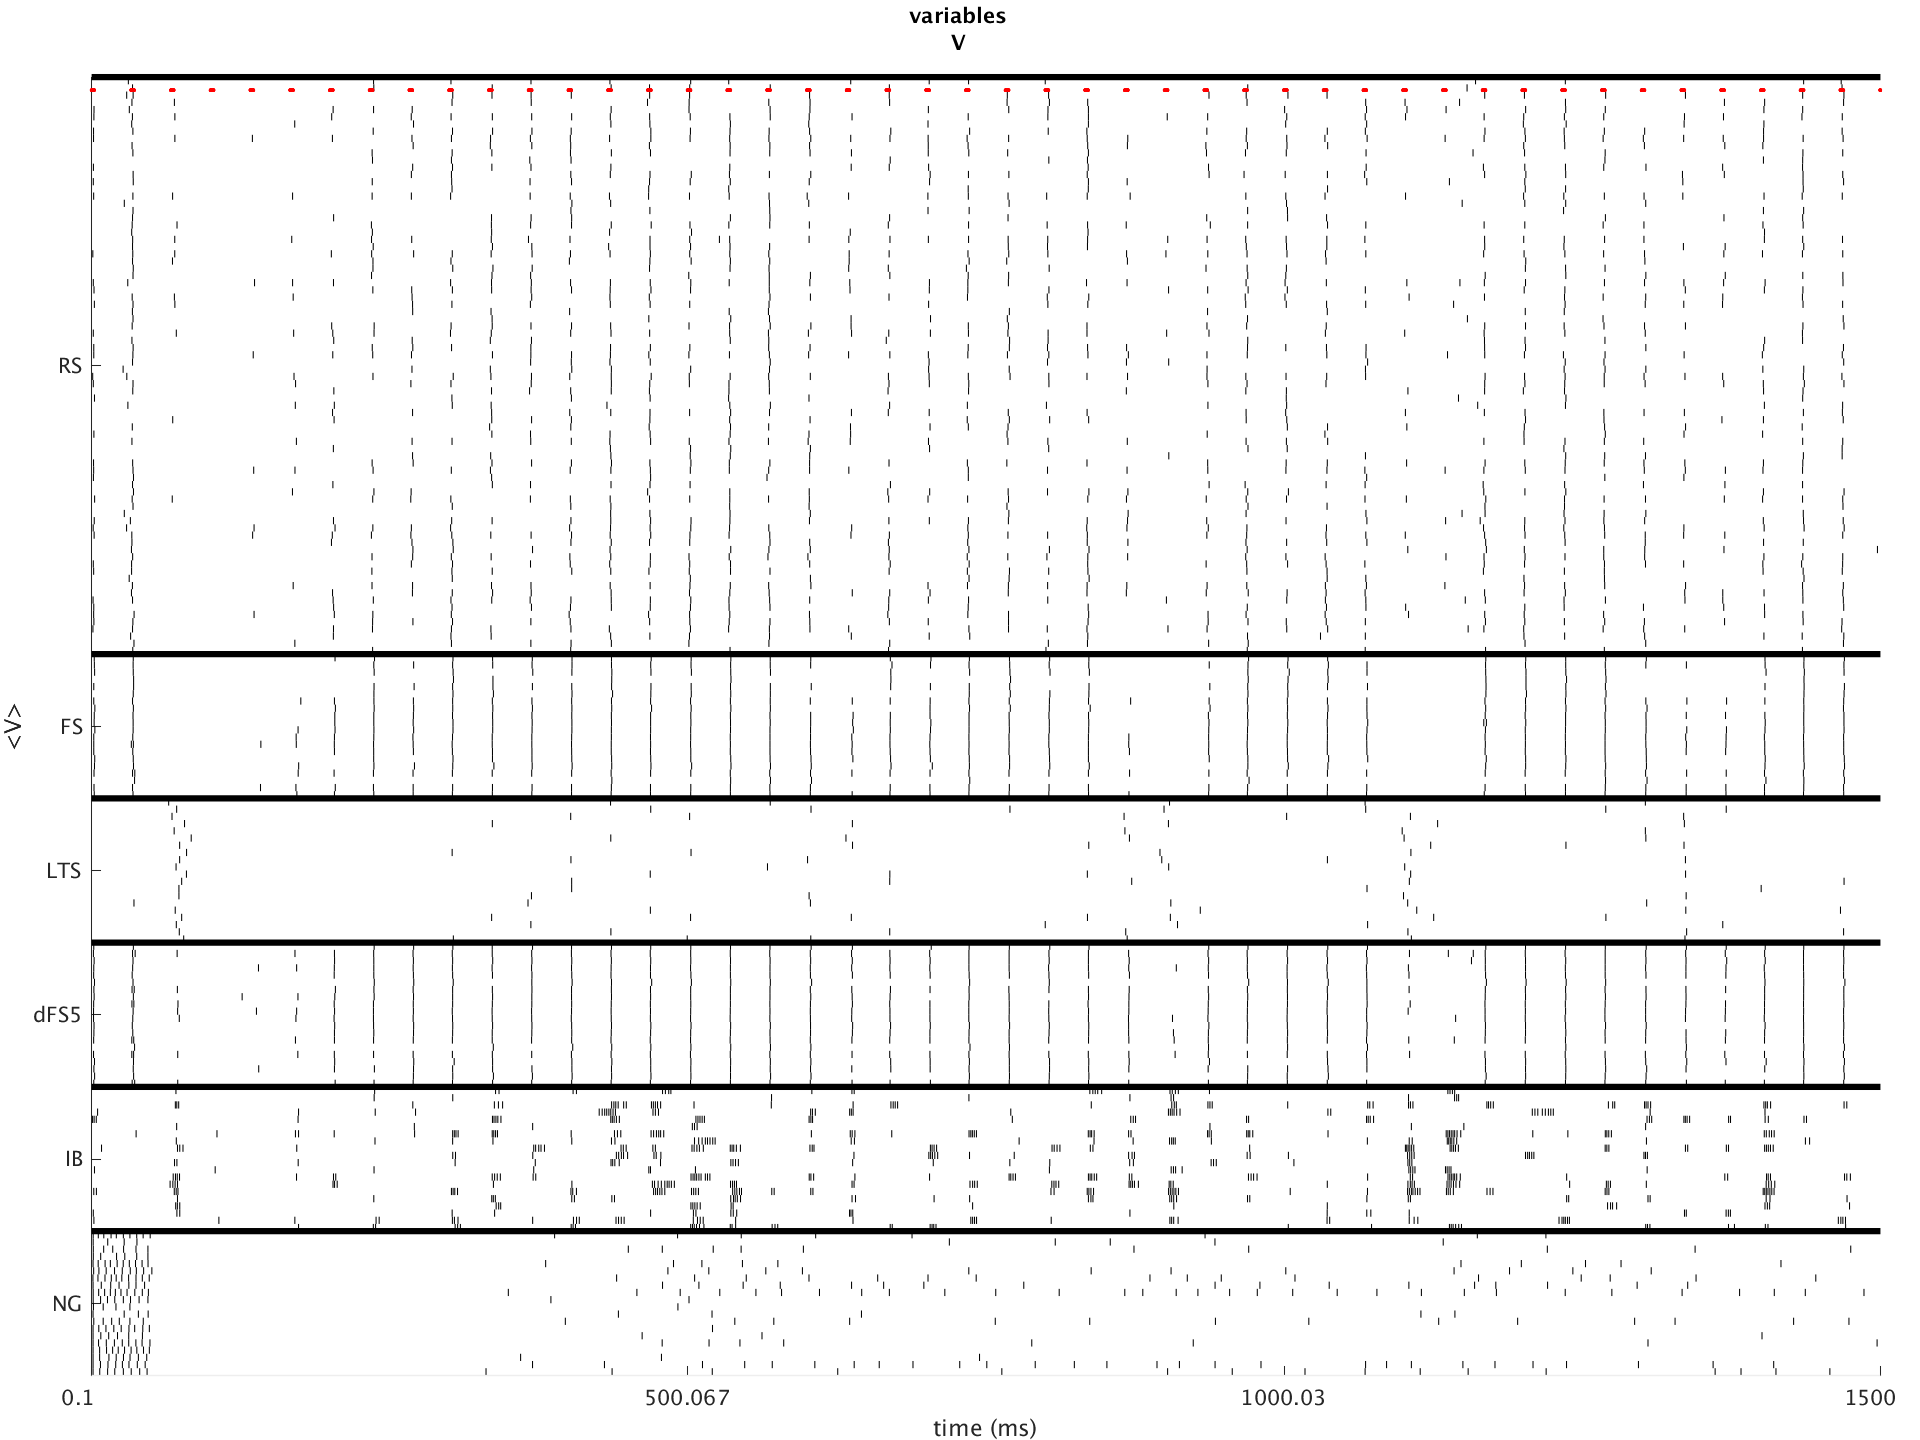 variables
V
RS
FS
LTS
dFS5
IB
NG
<V>
0.1
500.067
1000.03
1500
time (ms)